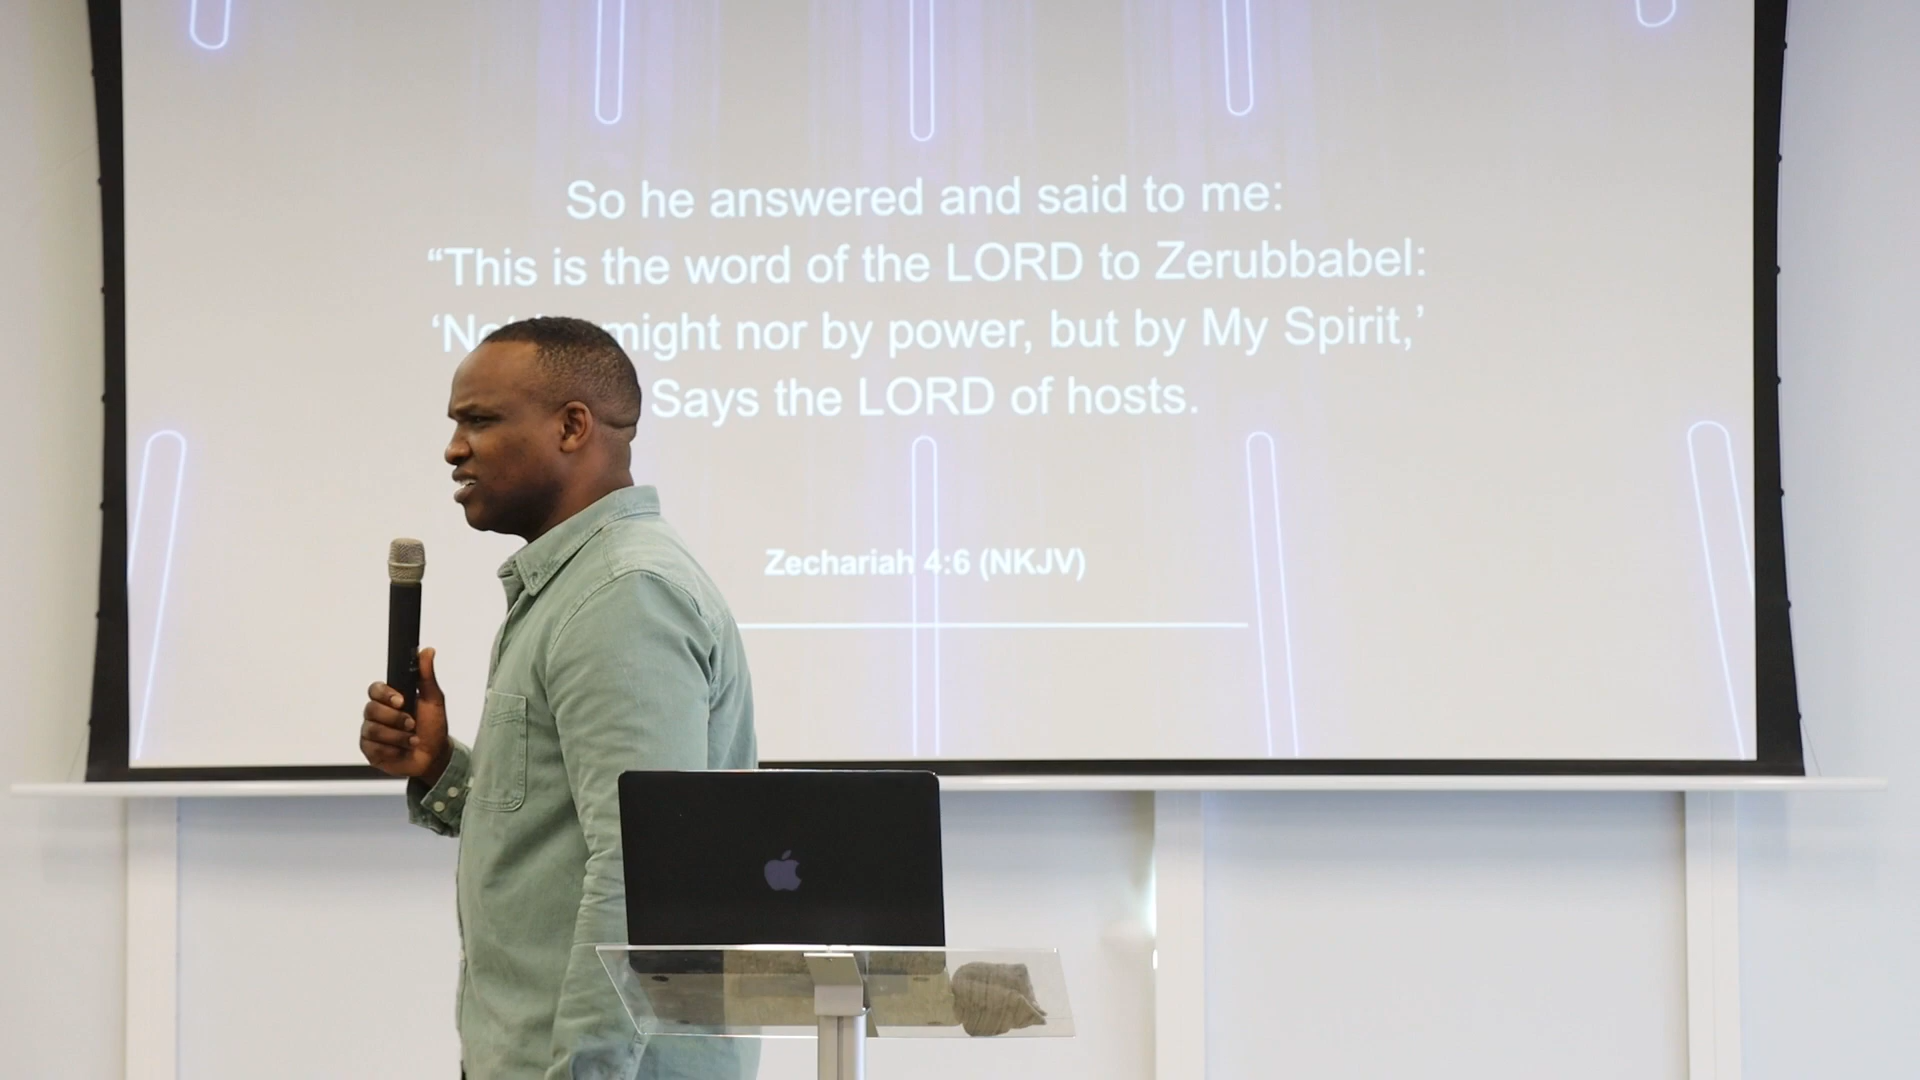 So he answered and said to me:
“This is the word of the LORD to Zerubbabel:
‘Not might nor by power, but by My Spirit,’
Says the LORD of hosts.
Zechariah 4:6 (NKJV)